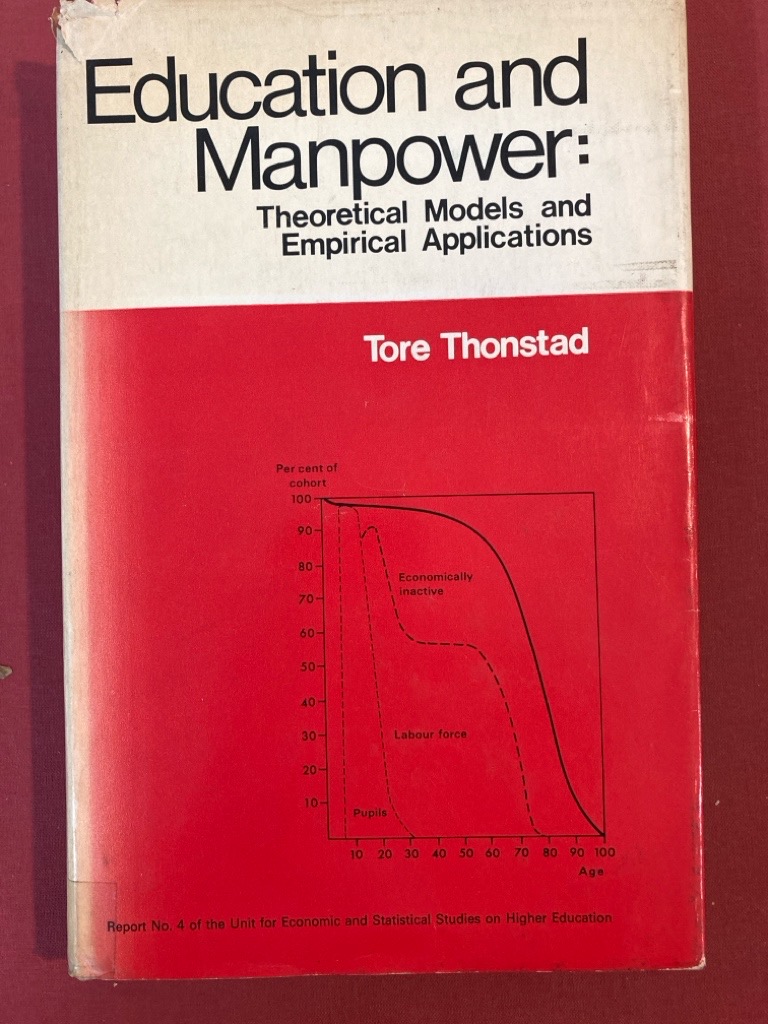 Education and
Manpower:
Theoretical Models and
Empirical Applications
Tore Thonstad
Per cent of
cohort
100
90
80
70
60
50
40
30
20
10
Economically
inactive
Labour force
Pupils
10 20 30 40 50 60 70 80 90 100
Age
Report No. 4 of the Unit for Economic and Statistical Studies on Higher Education